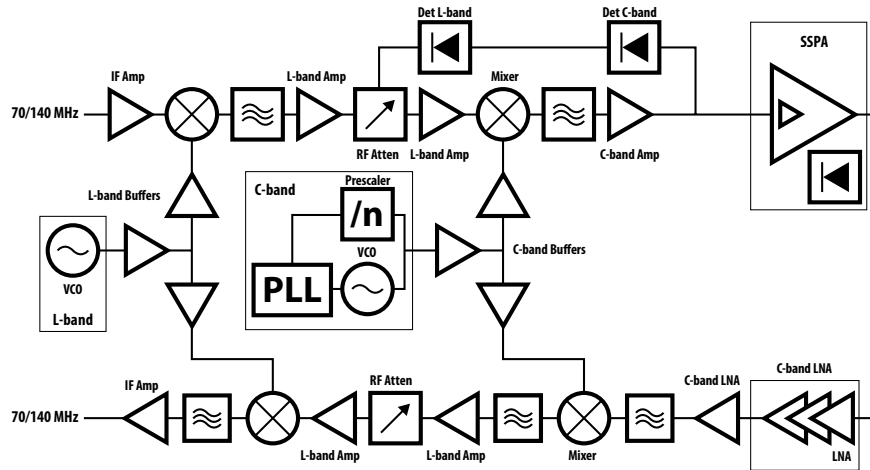 Det L-band
Det C-band
SSPA
IF Amp
L-band Amp
Mixer
70/140 MHz
RF Atten
L-band Amp
C-band Amp
L-band Buffers
C-band
Prescaler
/n
VCO
PLL
C-band Buffers
VCO
L-band
IF Amp
RF Atten
C-band LNA
C-band LNA
70/140 MHz
L-band Amp
L-band Amp
Mixer
LNA